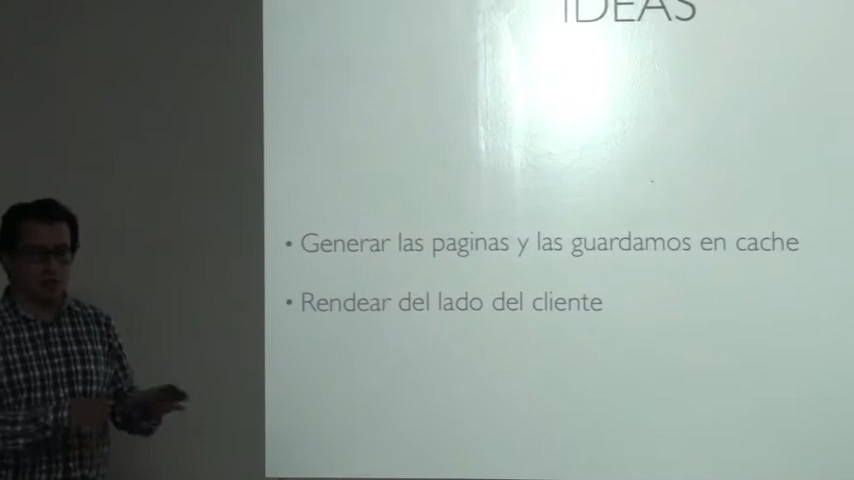 IDEAS
• Generar las paginas y las guardamos en cache
• Rendear del lado del cliente